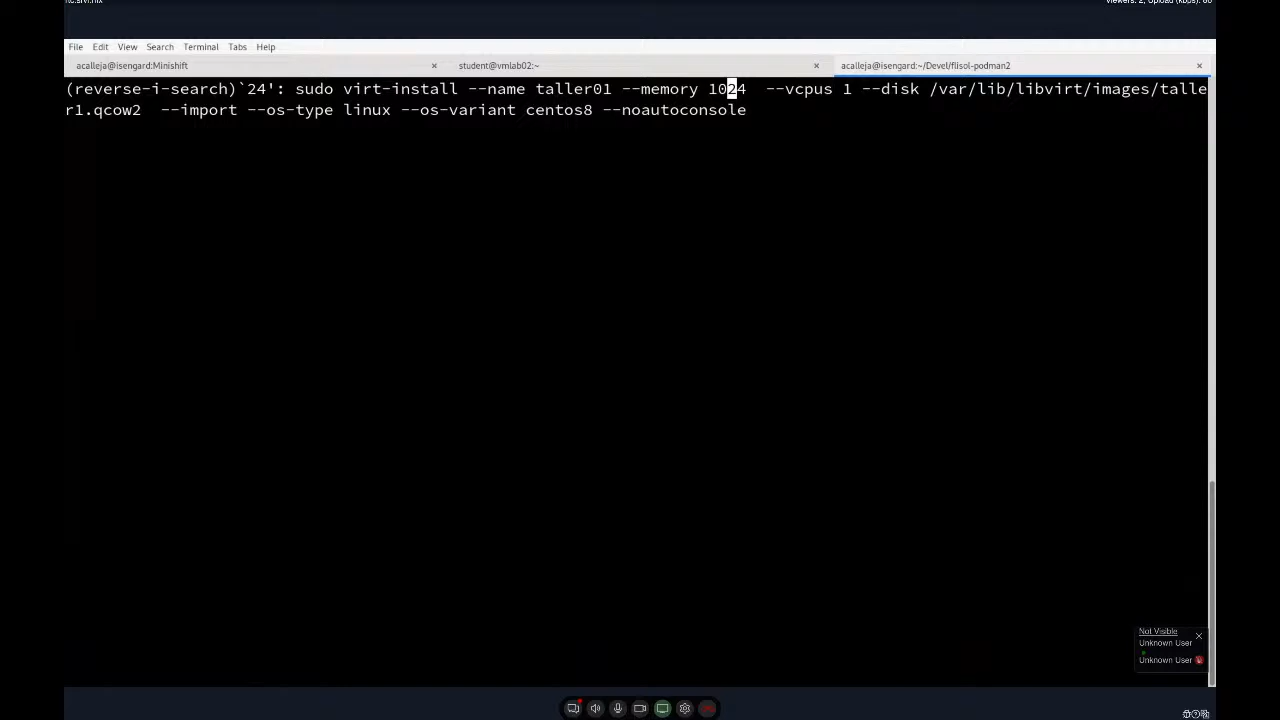 File Edit View Search Terminal Tabs Help
acalleja@isengard:Minishift × student@vmlab02:~ × acalleja@isengard:~/Devel/flisol-podman2 ×
(reverse-i-search)`24': sudo virt-install --name taller01 --memory 1024  --vcpus 1 --disk /var/lib/libvirt/images/talle
r1.qcow2  --import --os-type linux --os-variant centos8 --noautoconsole
Not Visible
Unknown User
Unknown User